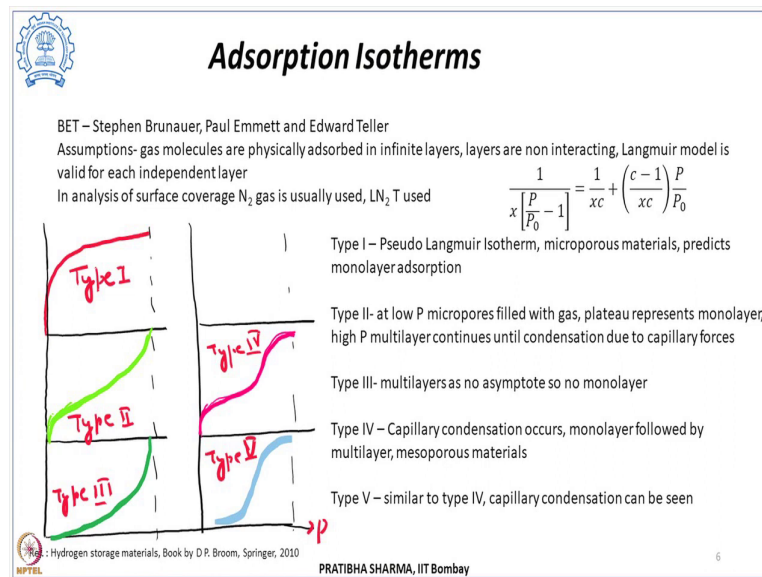 Adsorption Isotherms
BET – Stephen Brunauer, Paul Emmett and Edward Teller
Assumptions- gas molecules are physically adsorbed in infinite layers, layers are non interacting, Langmuir model is
valid for each independent layer
In analysis of surface coverage N₂ gas is usually used, LN₂ T used
1 / x[P/P₀ − 1] = 1/xc + ((c − 1)/xc) P/P₀
Type I
Type II
Type III
Type IV
Type V
P
Type I – Pseudo Langmuir Isotherm, microporous materials, predicts
monolayer adsorption
Type II- at low P micropores filled with gas, plateau represents monolayer,
high P multilayer continues until condensation due to capillary forces
Type III- multilayers as no asymptote so no monolayer
Type IV – Capillary condensation occurs, monolayer followed by
multilayer, mesoporous materials
Type V – similar to type IV, capillary condensation can be seen
: Hydrogen storage materials, Book by D P. Broom, Springer, 2010
NPTEL
PRATIBHA SHARMA, IIT Bombay
6